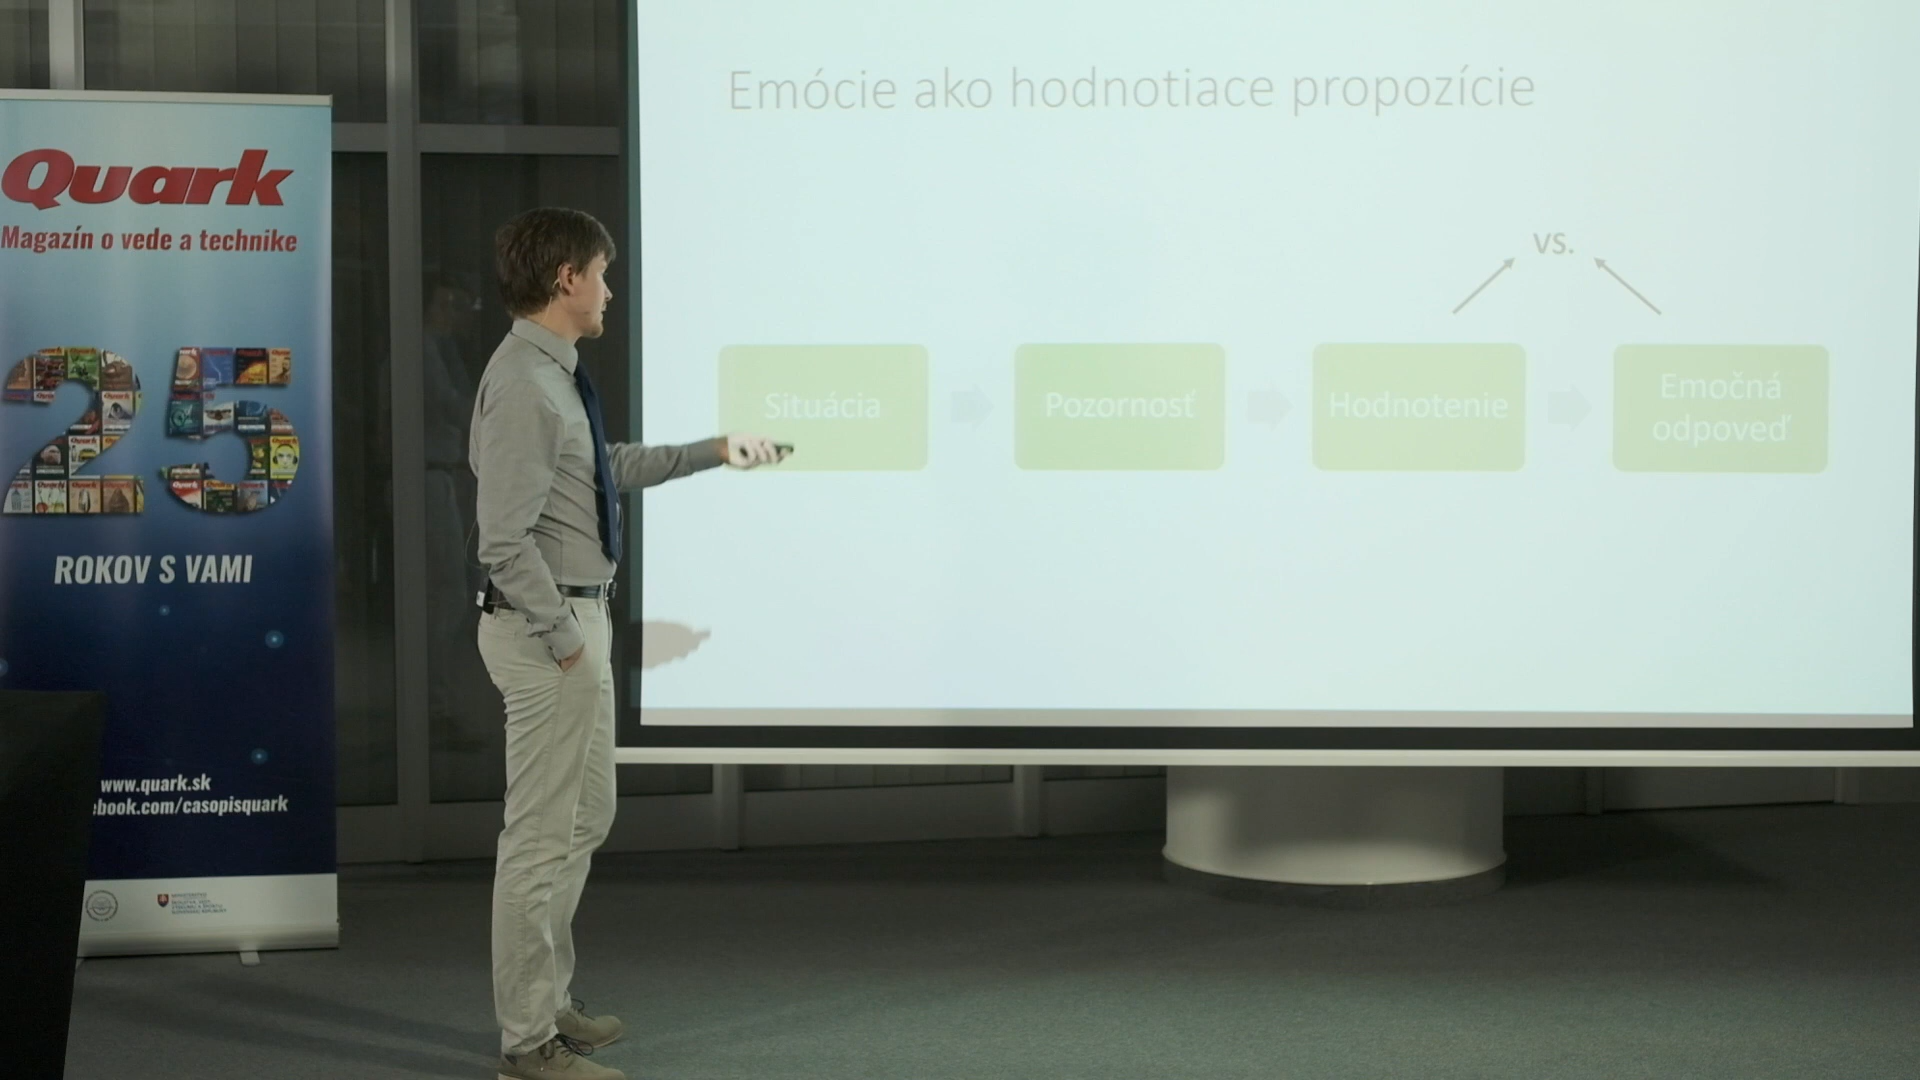 Quark
Magazín o vede a technike
25
ROKOV S VAMI
www.quark.sk
ebook.com/casopisquark
Emócie ako hodnotiace propozície
vs.
Situácia
Pozornosť
Hodnotenie
Emočná
odpoveď